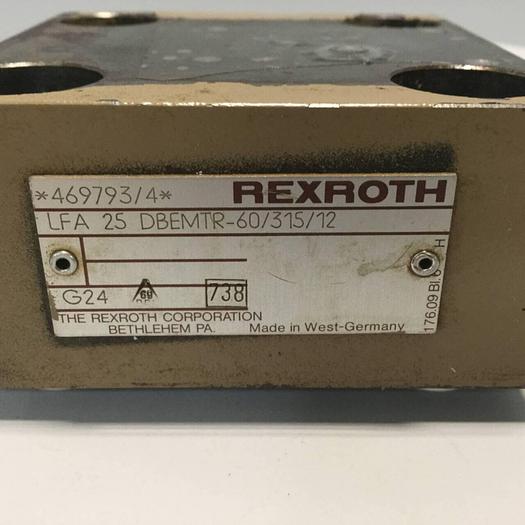 *469793/4* REXROTH
LFA 25 DBEMTR-60/315/12
G24 A 69 738
THE REXROTH CORPORATION
BETHLEHEM PA. Made in West-Germany
176.09 Bl. H